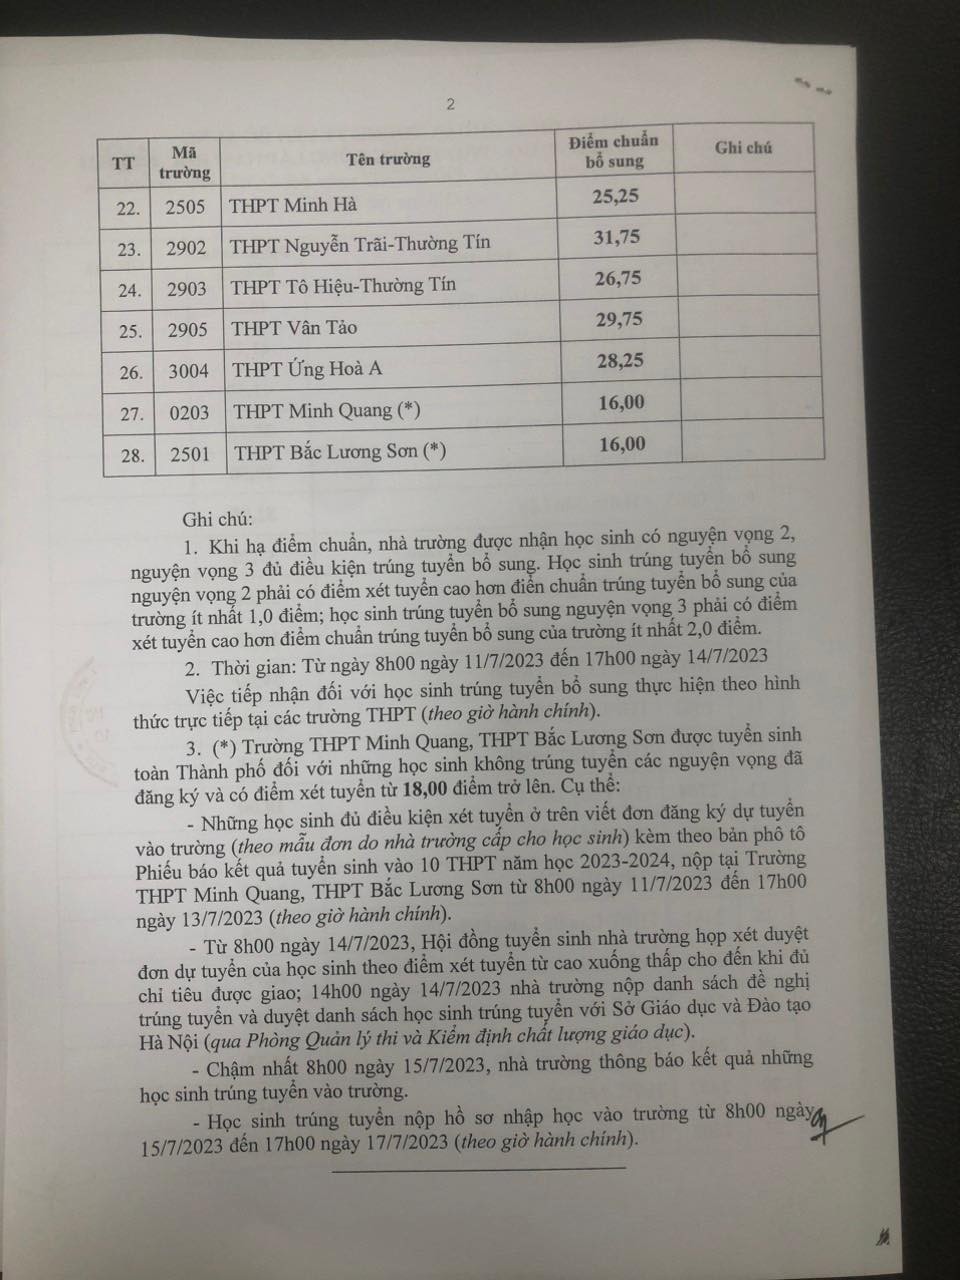 2
TT Mã trường Tên trường Điểm chuẩn bổ sung Ghi chú
22. 2505 THPT Minh Hà 25,25
23. 2902 THPT Nguyễn Trãi-Thường Tín 31,75
24. 2903 THPT Tô Hiệu-Thường Tín 26,75
25. 2905 THPT Vân Tảo 29,75
26. 3004 THPT Ứng Hoà A 28,25
27. 0203 THPT Minh Quang (*) 16,00
28. 2501 THPT Bắc Lương Sơn (*) 16,00
Ghi chú:
1. Khi hạ điểm chuẩn, nhà trường được nhận học sinh có nguyện vọng 2,
nguyện vọng 3 đủ điều kiện trúng tuyển bổ sung. Học sinh trúng tuyển bổ sung
nguyện vọng 2 phải có điểm xét tuyển cao hơn điển chuẩn trúng tuyển bổ sung của
trường ít nhất 1,0 điểm; học sinh trúng tuyển bổ sung nguyện vọng 3 phải có điểm
xét tuyển cao hơn điểm chuẩn trúng tuyển bổ sung của trường ít nhất 2,0 điểm.
2. Thời gian: Từ ngày 8h00 ngày 11/7/2023 đến 17h00 ngày 14/7/2023
Việc tiếp nhận đối với học sinh trúng tuyển bổ sung thực hiện theo hình
thức trực tiếp tại các trường THPT (theo giờ hành chính).
3. (*) Trường THPT Minh Quang, THPT Bắc Lương Sơn được tuyển sinh
toàn Thành phố đối với những học sinh không trúng tuyển các nguyện vọng đã
đăng ký và có điểm xét tuyển từ 18,00 điểm trở lên. Cụ thể:
- Những học sinh đủ điều kiện xét tuyển ở trên viết đơn đăng ký dự tuyển
vào trường (theo mẫu đơn do nhà trường cấp cho học sinh) kèm theo bản phô tô
Phiếu báo kết quả tuyển sinh vào 10 THPT năm học 2023-2024, nộp tại Trường
THPT Minh Quang, THPT Bắc Lương Sơn từ 8h00 ngày 11/7/2023 đến 17h00
ngày 13/7/2023 (theo giờ hành chính).
- Từ 8h00 ngày 14/7/2023, Hội đồng tuyển sinh nhà trường họp xét duyệt
đơn dự tuyển của học sinh theo điểm xét tuyển từ cao xuống thấp cho đến khi đủ
chỉ tiêu được giao; 14h00 ngày 14/7/2023 nhà trường nộp danh sách đề nghị
trúng tuyển và duyệt danh sách học sinh trúng tuyển với Sở Giáo dục và Đào tạo
Hà Nội (qua Phòng Quản lý thi và Kiểm định chất lượng giáo dục).
- Chậm nhất 8h00 ngày 15/7/2023, nhà trường thông báo kết quả những
học sinh trúng tuyển vào trường.
- Học sinh trúng tuyển nộp hồ sơ nhập học vào trường từ 8h00 ngày
15/7/2023 đến 17h00 ngày 17/7/2023 (theo giờ hành chính).